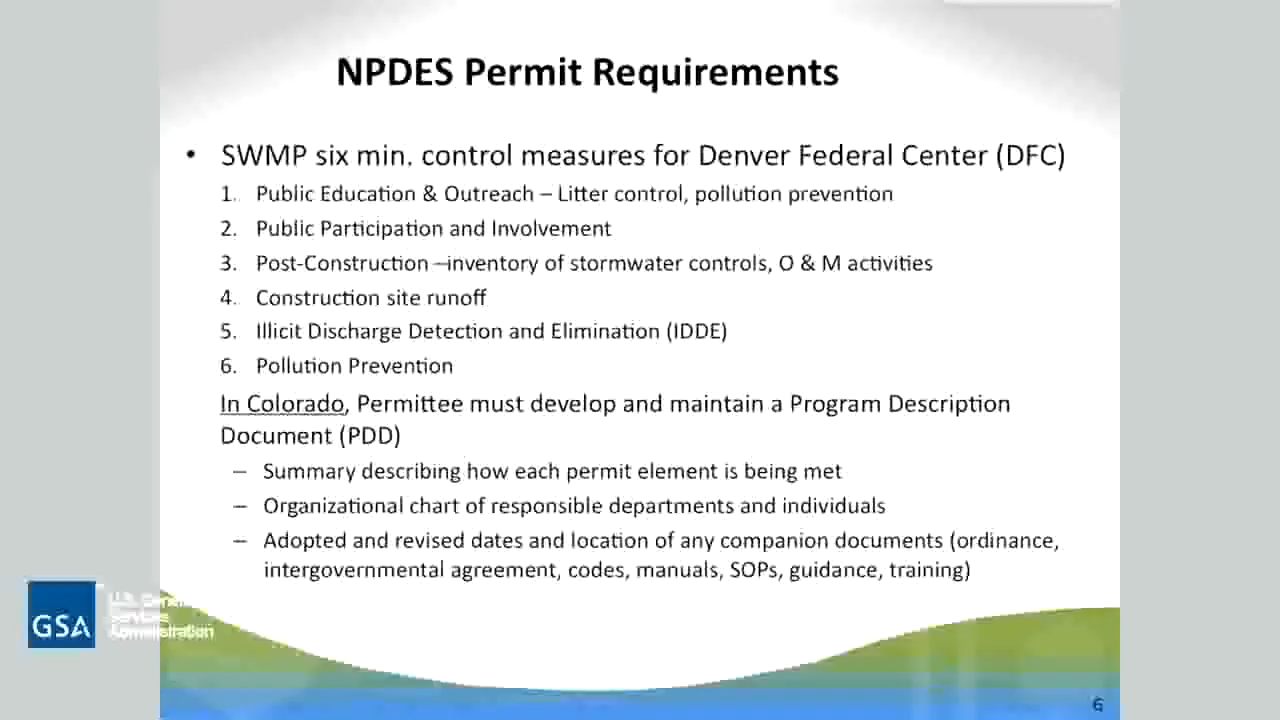 NPDES Permit Requirements
• SWMP six min. control measures for Denver Federal Center (DFC)
1. Public Education & Outreach – Litter control, pollution prevention
2. Public Participation and Involvement
3. Post-Construction –inventory of stormwater controls, O & M activities
4. Construction site runoff
5. Illicit Discharge Detection and Elimination (IDDE)
6. Pollution Prevention
In Colorado, Permittee must develop and maintain a Program Description
Document (PDD)
– Summary describing how each permit element is being met
– Organizational chart of responsible departments and individuals
– Adopted and revised dates and location of any companion documents (ordinance,
intergovernmental agreement, codes, manuals, SOPs, guidance, training)
GSA
U.S. General
Services
Administration
6